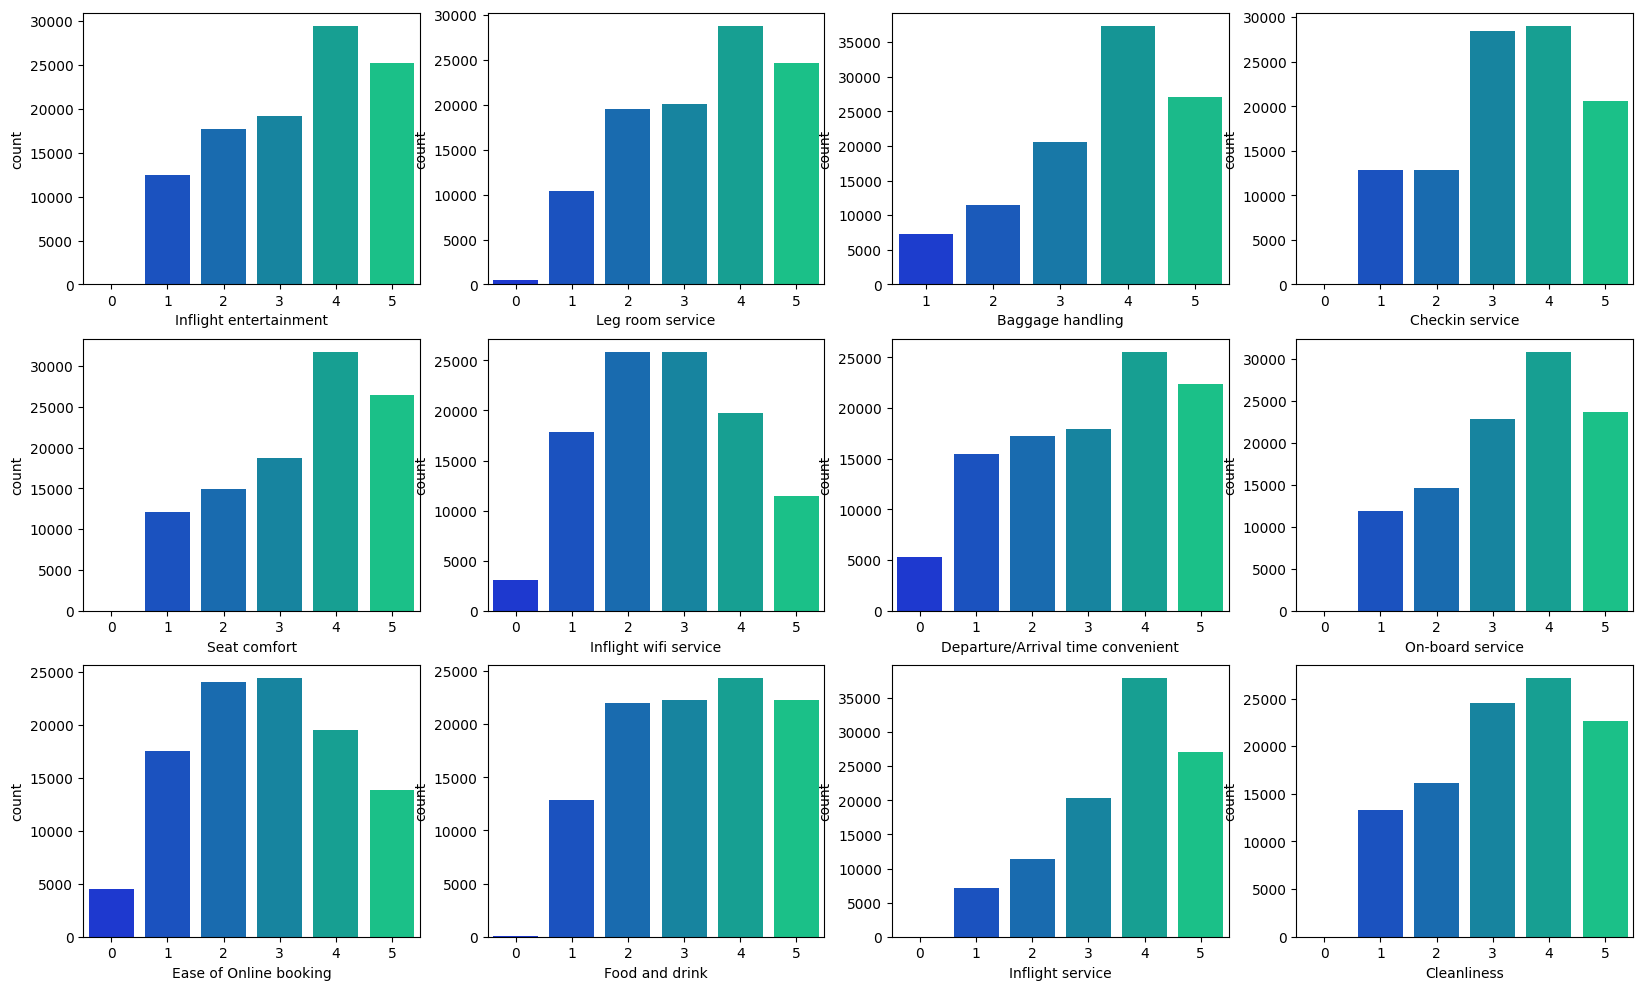 30000
25000
20000
15000
10000
5000
0
count
0 1 2 3 4 5
Inflight entertainment
30000
25000
20000
15000
10000
5000
0
count
0 1 2 3 4 5
Leg room service
35000
30000
25000
20000
15000
10000
5000
0
count
1 2 3 4 5
Baggage handling
30000
25000
20000
15000
10000
5000
0
count
0 1 2 3 4 5
Checkin service
30000
25000
20000
15000
10000
5000
0
count
0 1 2 3 4 5
Seat comfort
25000
20000
15000
10000
5000
0
count
0 1 2 3 4 5
Inflight wifi service
25000
20000
15000
10000
5000
0
count
0 1 2 3 4 5
Departure/Arrival time convenient
30000
25000
20000
15000
10000
5000
0
count
0 1 2 3 4 5
On-board service
25000
20000
15000
10000
5000
0
count
0 1 2 3 4 5
Ease of Online booking
25000
20000
15000
10000
5000
0
count
0 1 2 3 4 5
Food and drink
35000
30000
25000
20000
15000
10000
5000
0
count
0 1 2 3 4 5
Inflight service
25000
20000
15000
10000
5000
0
count
0 1 2 3 4 5
Cleanliness